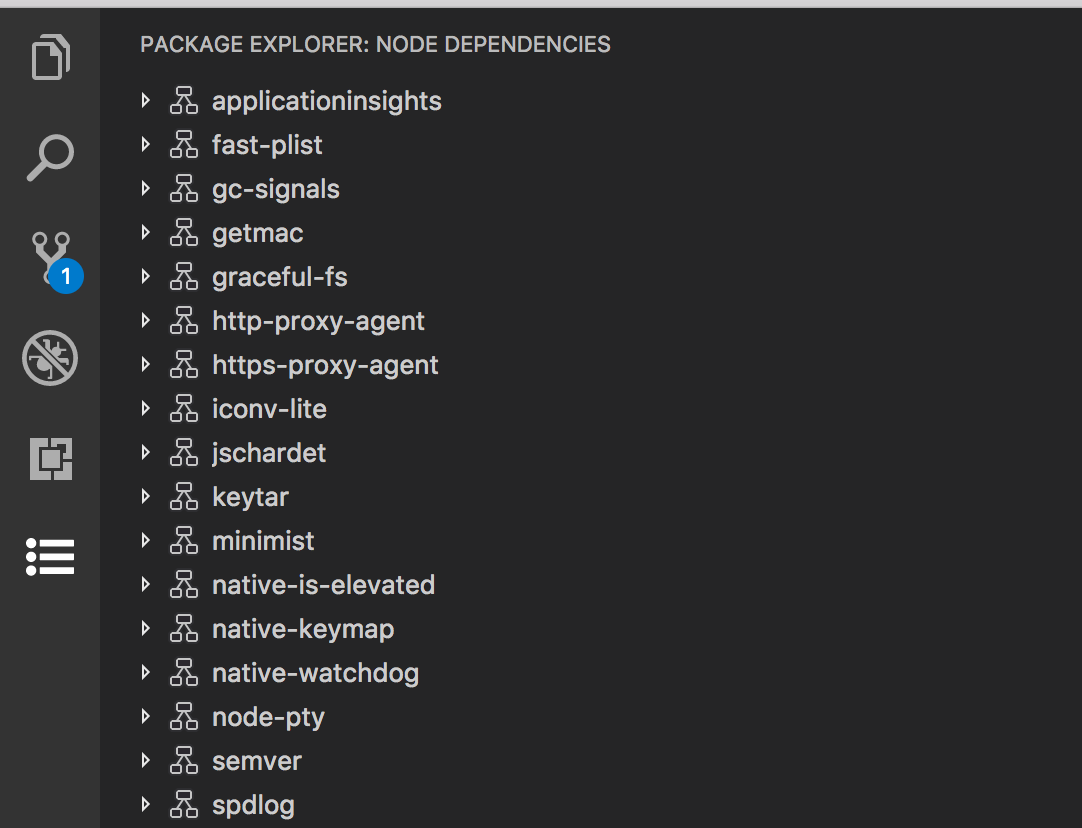 PACKAGE EXPLORER: NODE DEPENDENCIES
applicationinsights
fast-plist
gc-signals
getmac
graceful-fs
1
http-proxy-agent
https-proxy-agent
iconv-lite
jschardet
keytar
minimist
native-is-elevated
native-keymap
native-watchdog
node-pty
semver
spdlog